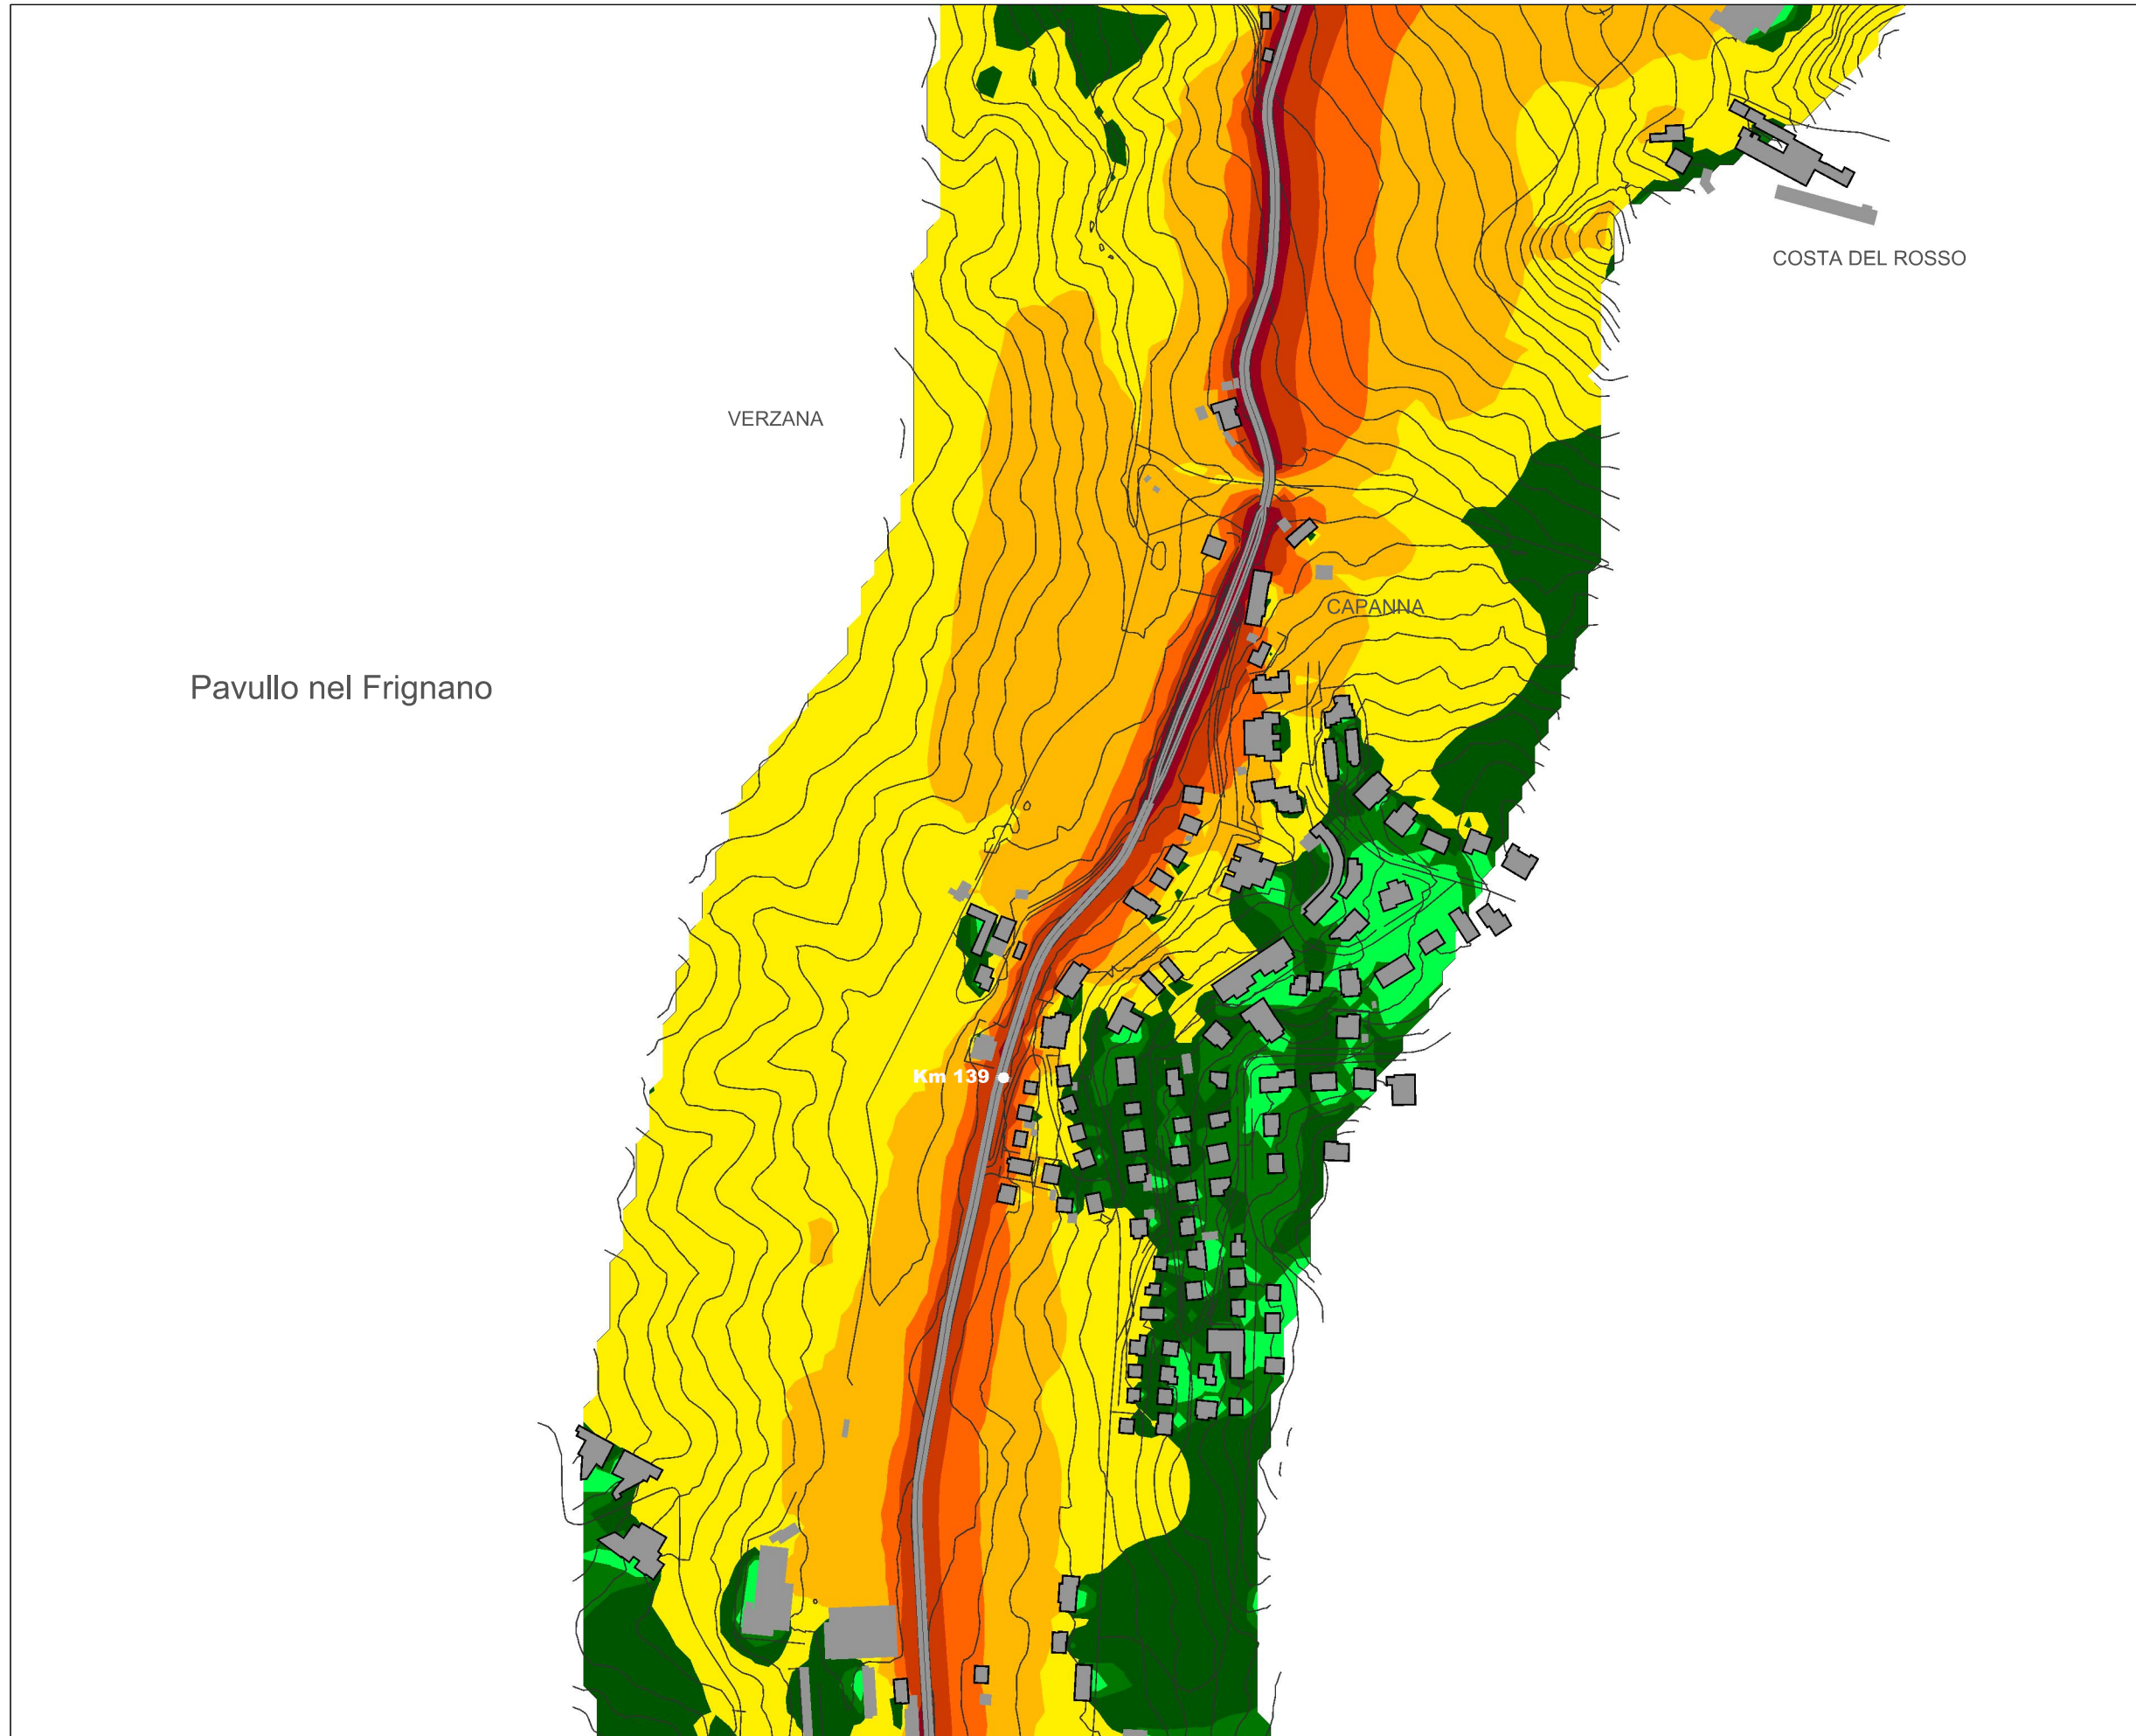 COSTA DEL ROSSO
VERZANA
CAPANNA
Pavullo nel Frignano
Km 139